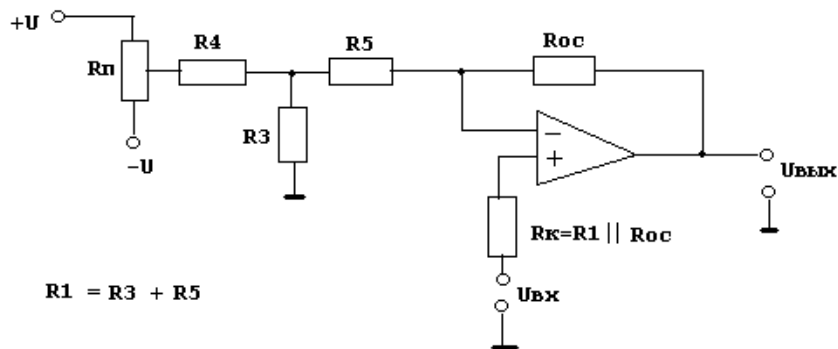 +U
R4
R5
Roc
Rп
R3
-U
−
+
Uвых
Rк=R1 || Roc
Uвх
R1 = R3 + R5